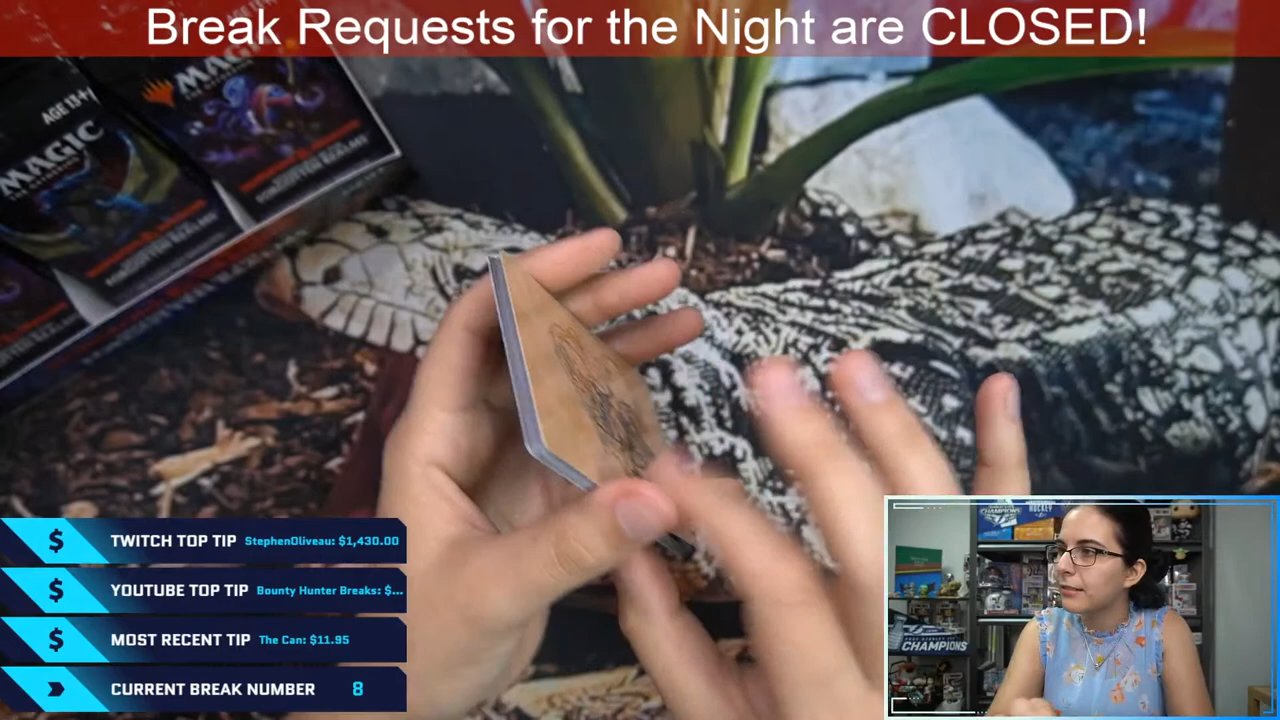 Break Requests for the Night are CLOSED!
AGE 13+
MAGIC
MAGIC
TWITCH TOP TIP StephenOliveau: $1,430.00
YOUTUBE TOP TIP Bounty Hunter Breaks: $...
MOST RECENT TIP The Can: $11.95
CURRENT BREAK NUMBER 8
HOCKEY
CHAMPIONS
CHAMPIONS